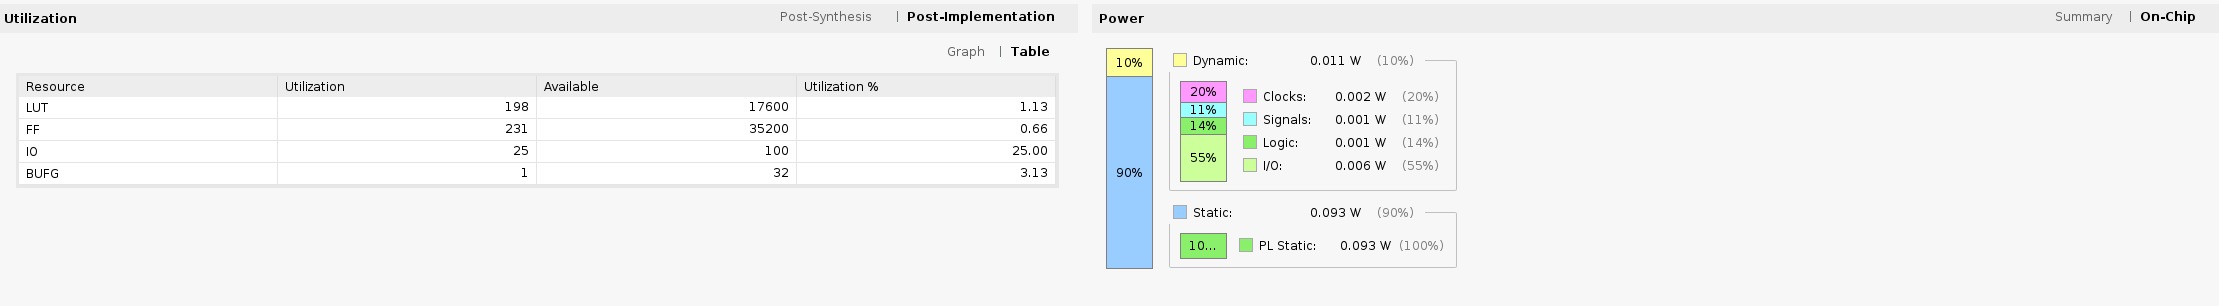 Utilization
Post-Synthesis | Post-Implementation
Graph | Table
Resource Utilization Available Utilization %
LUT 198 17600 1.13
FF 231 35200 0.66
IO 25 100 25.00
BUFG 1 32 3.13
Power
Summary | On-Chip
10%
90%
Dynamic: 0.011 W (10%)
20%
11%
14%
55%
Clocks: 0.002 W (20%)
Signals: 0.001 W (11%)
Logic: 0.001 W (14%)
I/O: 0.006 W (55%)
Static: 0.093 W (90%)
10... PL Static: 0.093 W (100%)